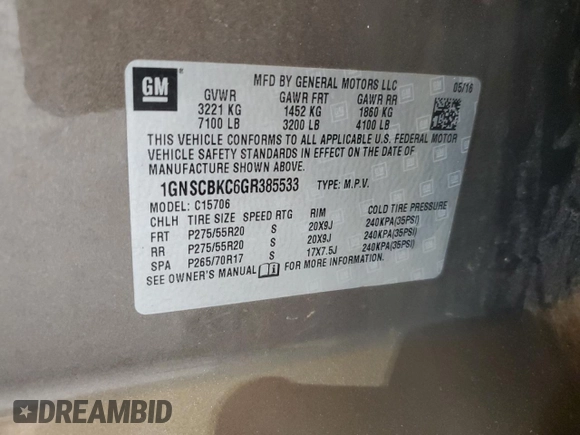 GM
MFD BY GENERAL MOTORS LLC 05/16
GVWR GAWR FRT GAWR RR
3221 KG 1452 KG 1860 KG
7100 LB 3200 LB 4100 LB
THIS VEHICLE CONFORMS TO ALL APPLICABLE U.S. FEDERAL MOTOR
VEHICLE SAFETY STANDARDS IN EFFECT ON THE DATE OF
MANUFACTURE SHOWN ABOVE.
1GNSCBKC6GR385533 TYPE: M.P.V.
MODEL: C15706
CHLH TIRE SIZE SPEED RTG RIM COLD TIRE PRESSURE
FRT P275/55R20 S 20X9J 240KPA(35PSI)
RR P275/55R20 S 20X9J 240KPA(35PSI)
SPA P265/70R17 S 17X7.5J 240KPA(35PSI)
SEE OWNER'S MANUAL FOR MORE INFORMATION.
DREAMBID